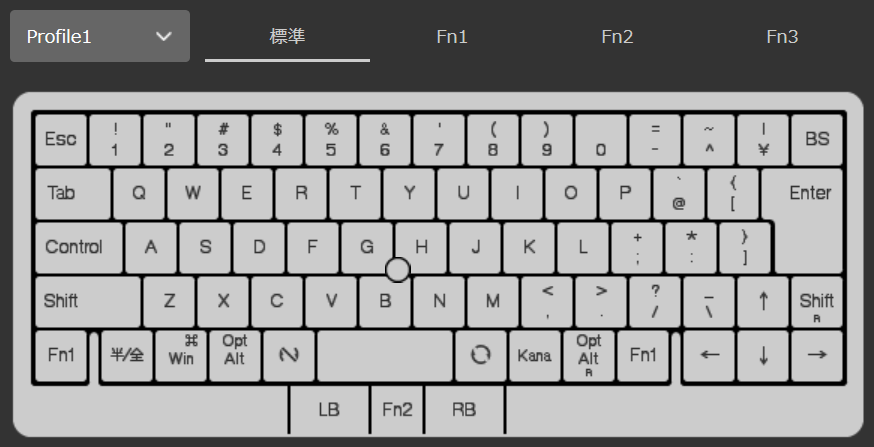 Profile1 標準 Fn1 Fn2 Fn3
Esc ! 1 " 2 # 3 $ 4 % 5 & 6 ' 7 ( 8 ) 9 0 = - ~ ^ | ¥ BS
Tab Q W E R T Y U I O P ` @ { [ Enter
Control A S D F G H J K L + ; * : } ]
Shift Z X C V B N M < , > . ? / _ \ ↑ Shift R
Fn1 半/全 ⌘ Win Opt Alt Kana Opt Alt R Fn1 ← ↓ →
LB Fn2 RB